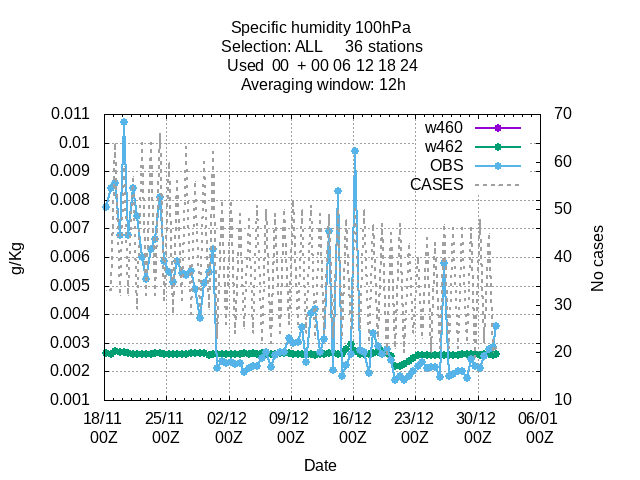 Specific humidity 100hPa
Selection: ALL 36 stations
Used 00 + 00 06 12 18 24
Averaging window: 12h
g/Kg
0.011
0.01
0.009
0.008
0.007
0.006
0.005
0.004
0.003
0.002
0.001
w460
w462
OBS
CASES
70
60
50
40
30
20
10
No cases
18/11 25/11 02/12 09/12 16/12 23/12 30/12 06/01
00Z 00Z 00Z 00Z 00Z 00Z 00Z 00Z
Date